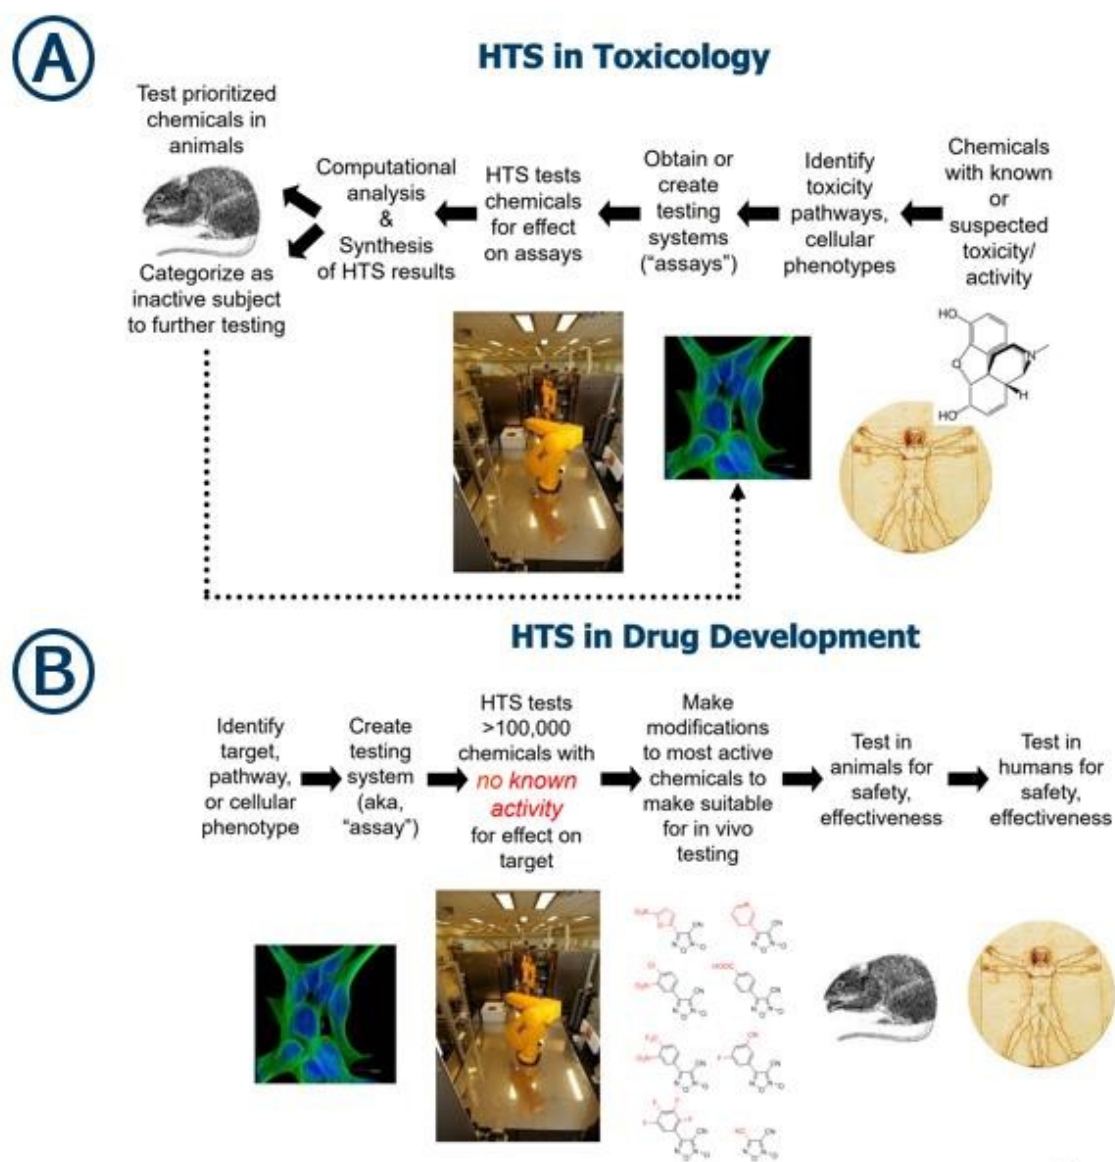 A
HTS in Toxicology
Test prioritized
chemicals in
animals
Categorize as
inactive subject
to further testing
Computational
analysis
&
Synthesis
of HTS results
HTS tests
chemicals
for effect
on assays
Obtain or
create
testing
systems
(“assays”)
Identify
toxicity
pathways,
cellular
phenotypes
Chemicals
with known
or
suspected
toxicity/
activity
HO
O
N
H
HO
B
HTS in Drug Development
Identify
target,
pathway,
or cellular
phenotype
Create
testing
system
(aka,
“assay”)
HTS tests
>100,000
chemicals with
no known
activity
for effect on
target
Make
modifications
to most active
chemicals to
make suitable
for in vivo
testing
Test in
animals for
safety,
effectiveness
Test in
humans for
safety,
effectiveness
HOOC